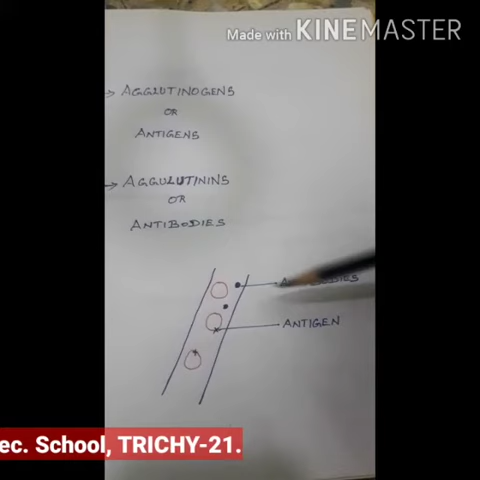 Made with KINEMASTER
→ AGGLUTINOGENS
OR
ANTIGENS
→ AGGULUTININS
OR
ANTIBODIES
ANTIGEN
ec. School, TRICHY-21.